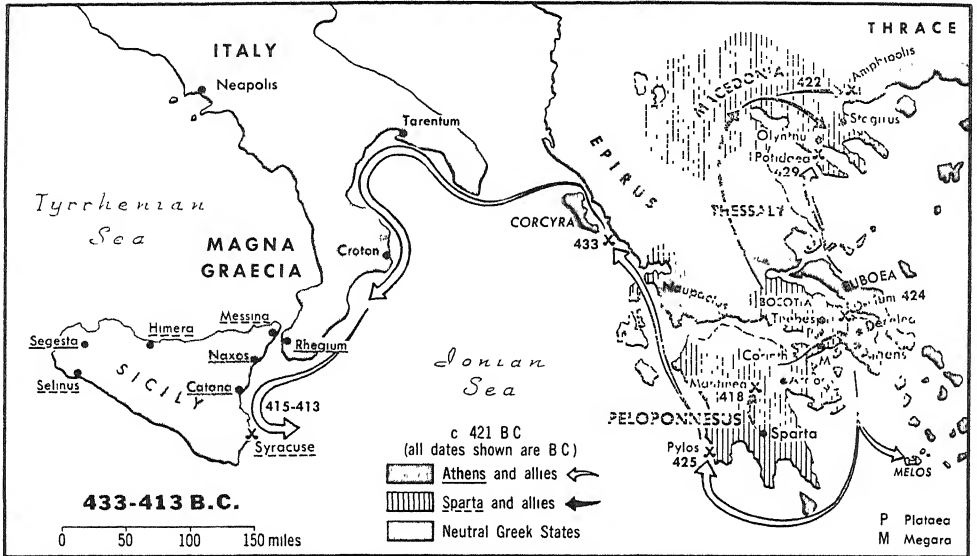 THRACE
ITALY
Neapolis
Tarentum
MACEDONIA
422
Amphipolis
Stagirus
Olynthus
Potidaea
429
EPIRUS
THESSALY
Tyrrhenian
Sea
CORCYRA
433
MAGNA
GRAECIA
Croton
Naupactus
EUBOEA
BOEOTIA
Delium 424
Decelea
Athens
Corinth
M
P
Argos
Mantinea
418
Messina
Himera
Segesta
Rhegium
Naxos
Selinus
SICILY
Catana
415-413
Syracuse
Ionian
Sea
PELOPONNESUS
Sparta
Pylos
425
MELOS
c 421 BC
(all dates shown are BC)
Athens and allies
Sparta and allies
Neutral Greek States
433-413 B.C.
0 50 100 150 miles
P Plataea
M Megara